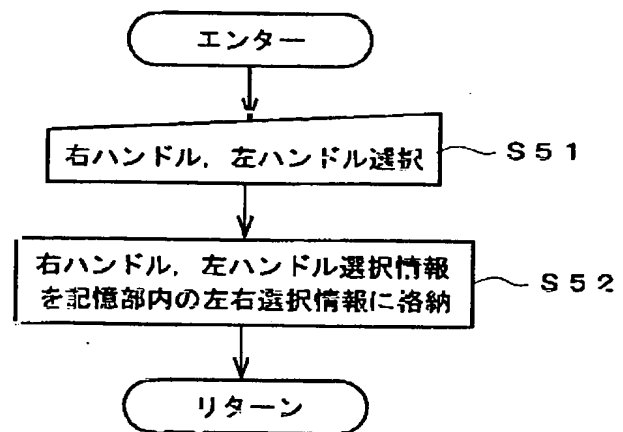 エンター
右ハンドル, 左ハンドル選択
S51
右ハンドル, 左ハンドル選択情報
を記憶部内の左右選択情報に格納
S52
リターン